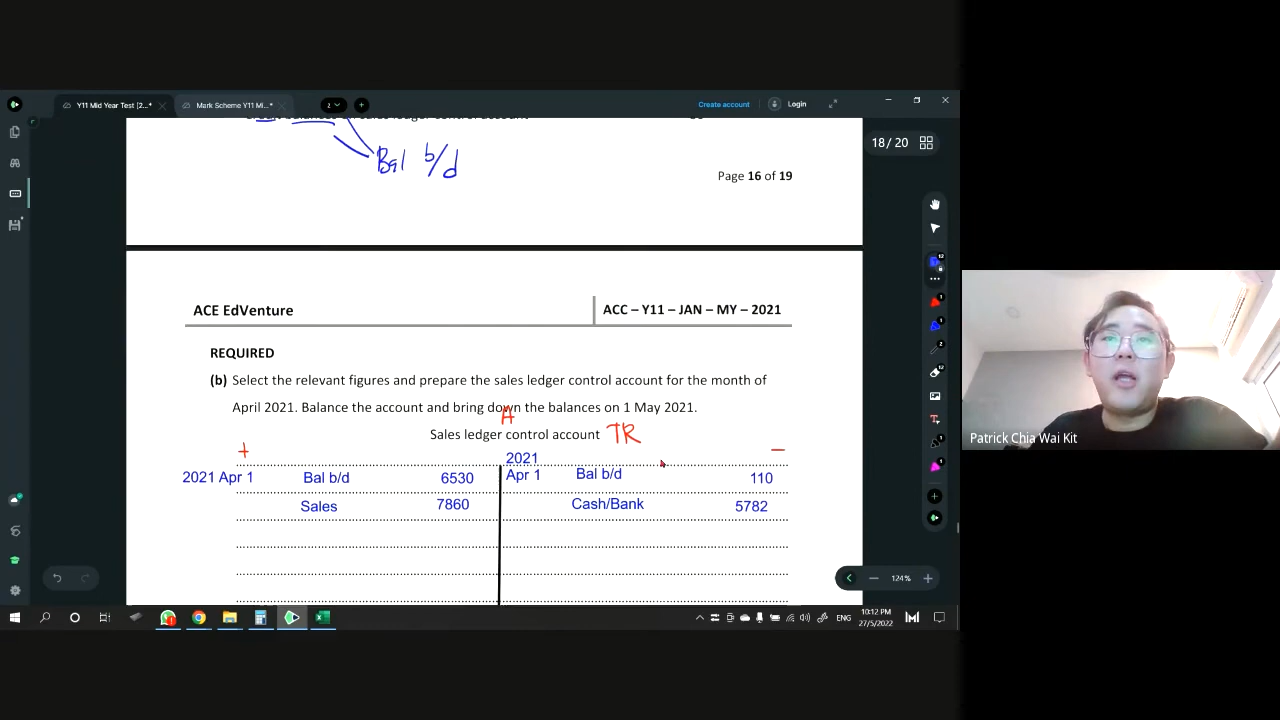 Y11 Mid Year Test [2...*
Mark Scheme Y11 Mi...*
2
Create account
Login
18 / 20
Bal b/d
Page 16 of 19
ACE EdVenture
ACC – Y11 – JAN – MY – 2021
REQUIRED
(b) Select the relevant figures and prepare the sales ledger control account for the month of
April 2021. Balance the account and bring down the balances on 1 May 2021.
A
Sales ledger control account TR
+
–
2021
2021 Apr 1 Bal b/d 6530 Apr 1 Bal b/d 110
Sales 7860 Cash/Bank 5782
124%
10:12 PM
ENG
27/5/2022
Patrick Chia Wai Kit